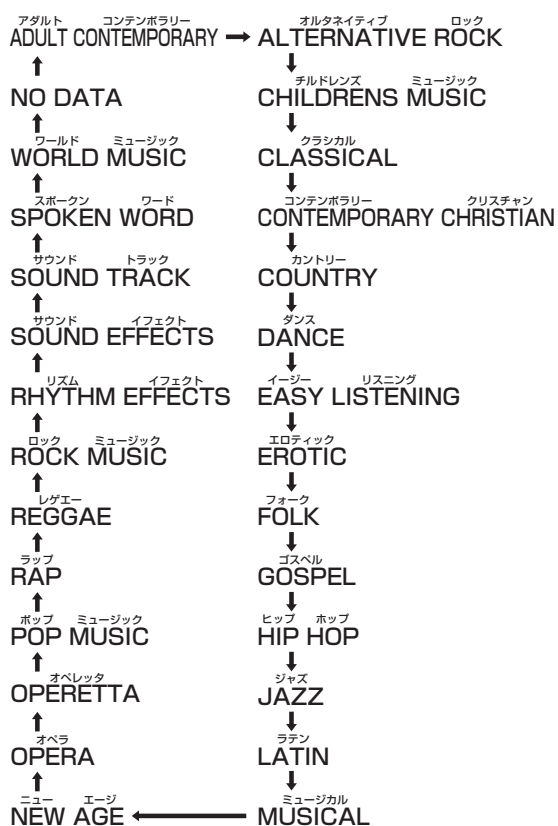 アダルト コンテンポラリー
ADULT CONTEMPORARY → ALTERNATIVE ROCK
オルタネイティブ ロック
NO DATA
チルドレンズ ミュージック
CHILDRENS MUSIC
ワールド ミュージック
WORLD MUSIC
クラシカル
CLASSICAL
スポークン ワード
SPOKEN WORD
コンテンポラリー クリスチャン
CONTEMPORARY CHRISTIAN
サウンド トラック
SOUND TRACK
カントリー
COUNTRY
サウンド イフェクト
SOUND EFFECTS
ダンス
DANCE
リズム イフェクト
RHYTHM EFFECTS
イージー リスニング
EASY LISTENING
ロック ミュージック
ROCK MUSIC
エロティック
EROTIC
レゲエー
REGGAE
フォーク
FOLK
ラップ
RAP
ゴスペル
GOSPEL
ポップ ミュージック
POP MUSIC
ヒップ ホップ
HIP HOP
オペレッタ
OPERETTA
ジャズ
JAZZ
オペラ
OPERA
ラテン
LATIN
ニュー エージ
NEW AGE
ミュージカル
MUSICAL